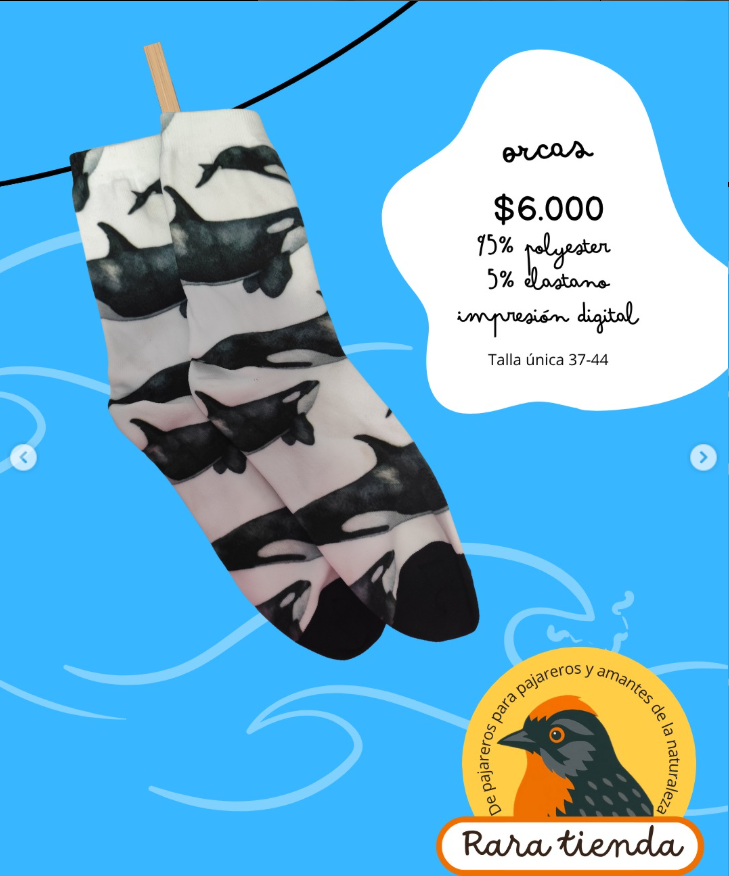 orcas
$6.000
95% polyester
5% elastano
impresión digital
Talla única 37-44
De pajareros para pajareros y amantes de la naturaleza
Rara tienda